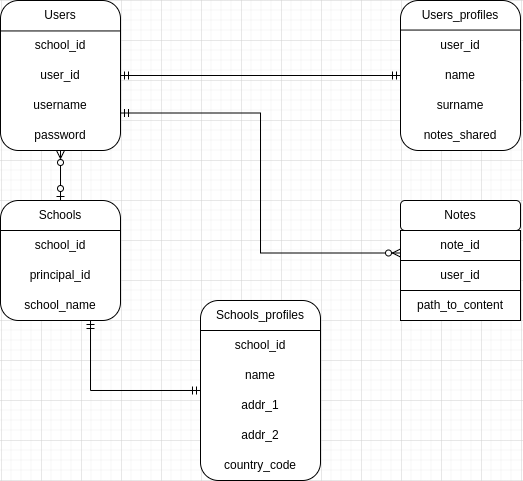 Users
school_id
user_id
username
password
Users_profiles
user_id
name
surname
notes_shared
Schools
school_id
principal_id
school_name
Notes
note_id
user_id
path_to_content
Schools_profiles
school_id
name
addr_1
addr_2
country_code